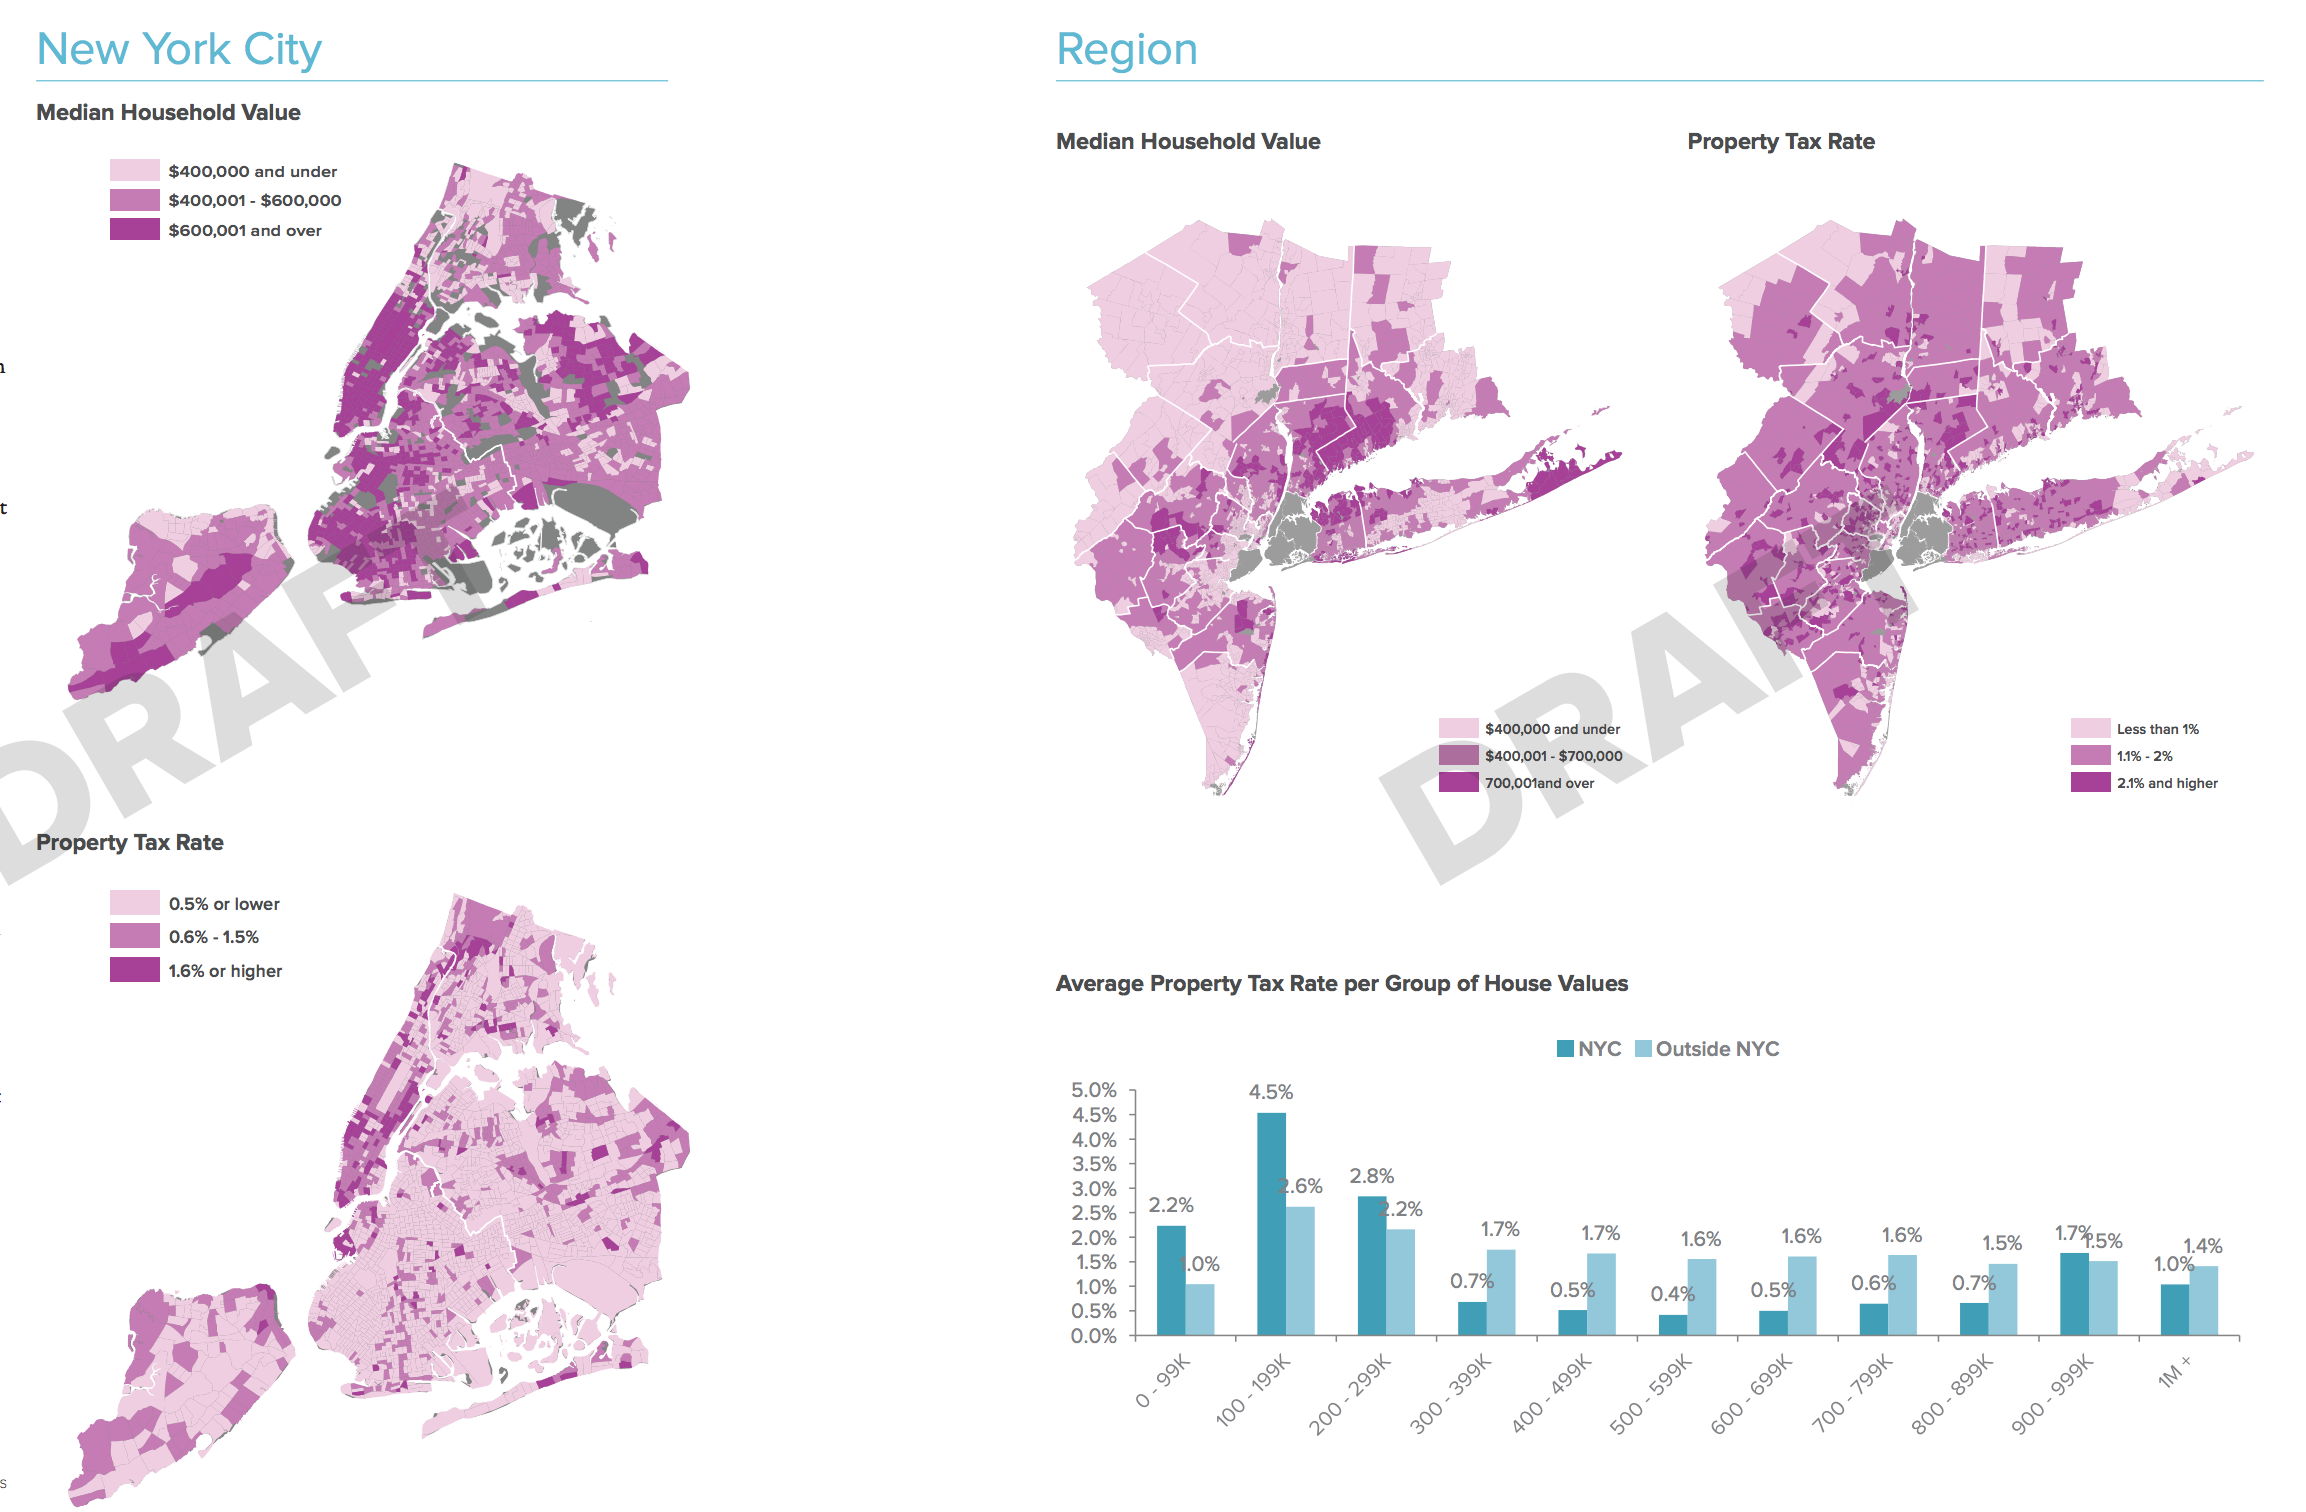 New York City
Median Household Value
$400,000 and under
$400,001 - $600,000
$600,001 and over
DRAFT
Property Tax Rate
0.5% or lower
0.6% - 1.5%
1.6% or higher
Region
Median Household Value
Property Tax Rate
$400,000 and under
$400,001 - $700,000
700,001and over
Less than 1%
1.1% - 2%
2.1% and higher
DRAFT
Average Property Tax Rate per Group of House Values
NYC Outside NYC
5.0%
4.5%
4.0%
3.5%
3.0%
2.5%
2.0%
1.5%
1.0%
0.5%
0.0%
2.2% 1.0%
4.5% 2.6%
2.8% 2.2%
0.7% 1.7%
0.5% 1.7%
0.4% 1.6%
0.5% 1.6%
0.6% 1.6%
0.7% 1.5%
1.7% 1.5%
1.0% 1.4%
0 - 99K
100 - 199K
200 - 299K
300 - 399K
400 - 499K
500 - 599K
600 - 699K
700 - 799K
800 - 899K
900 - 999K
1M +